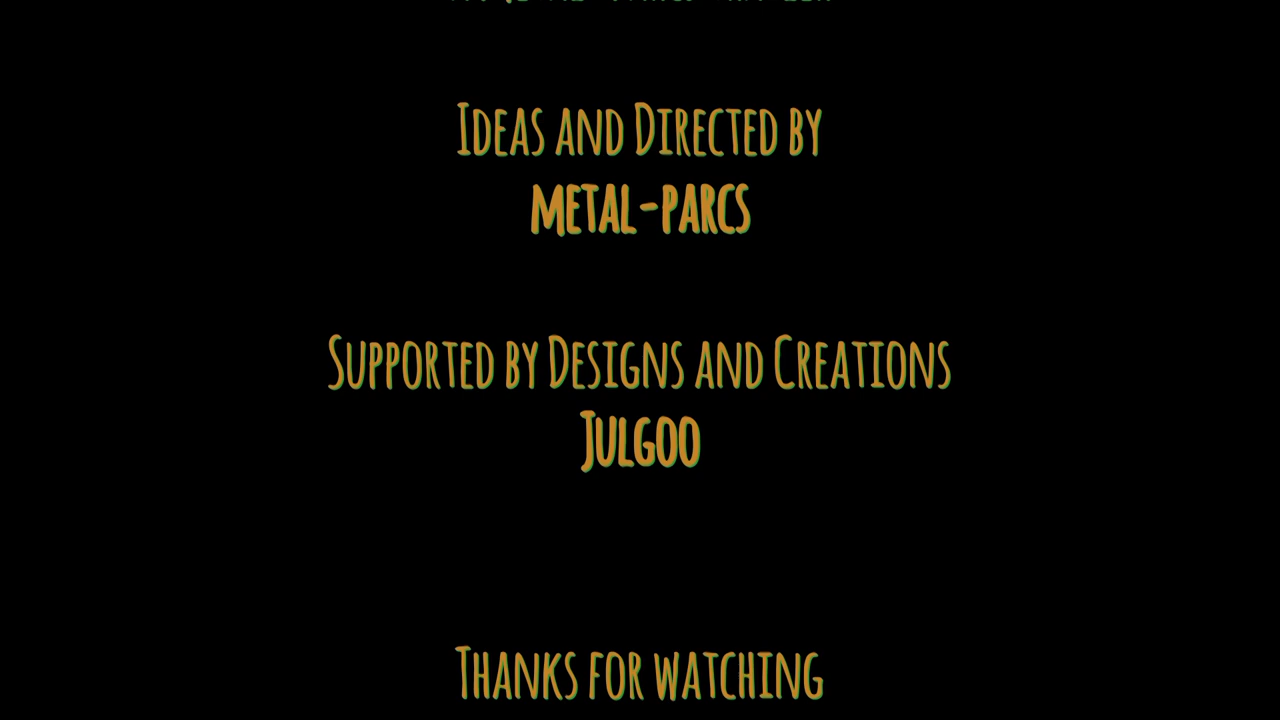 Ideas and Directed by
METAL-PARCS
Supported by Designs and Creations
Julgoo
Thanks for watching